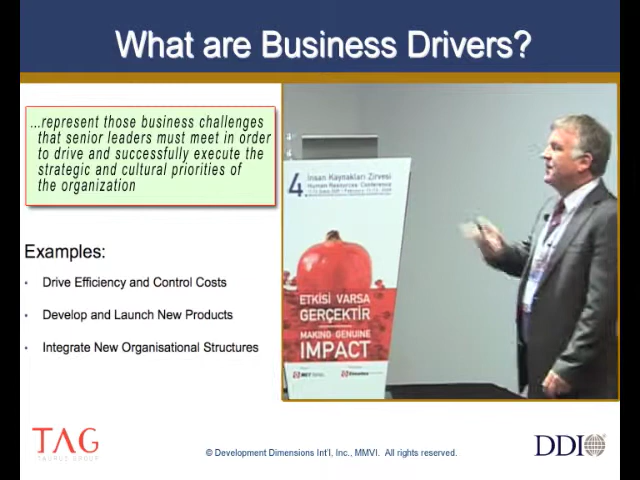 What are Business Drivers?
...represent those business challenges
that senior leaders must meet in order
to drive and successfully execute the
strategic and cultural priorities of
the organization
Examples:
• Drive Efficiency and Control Costs
• Develop and Launch New Products
• Integrate New Organisational Structures
4
İnsan Kaynakları Zirvesi
Human Resources Conference
ETKİSİ VARSA
GERÇEKTİR
MAKING GENUINE
IMPACT
TAG
TAURUS GROUP
© Development Dimensions Int'l, Inc., MMVI. All rights reserved.
DDI